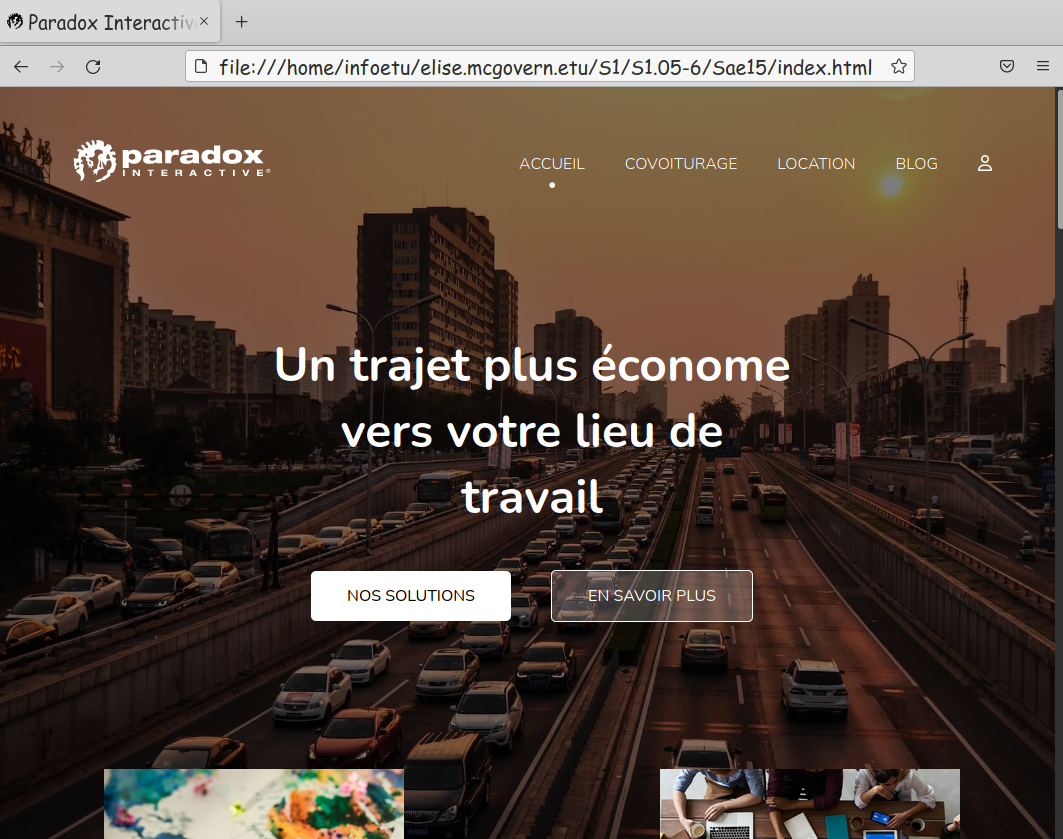 Paradox Interactiv
file:///home/infoetu/elise.mcgovern.etu/S1/S1.05-6/Sae15/index.html
paradox
INTERACTIVE®
ACCUEIL
COVOITURAGE
LOCATION
BLOG
Un trajet plus économe
vers votre lieu de
travail
NOS SOLUTIONS
EN SAVOIR PLUS